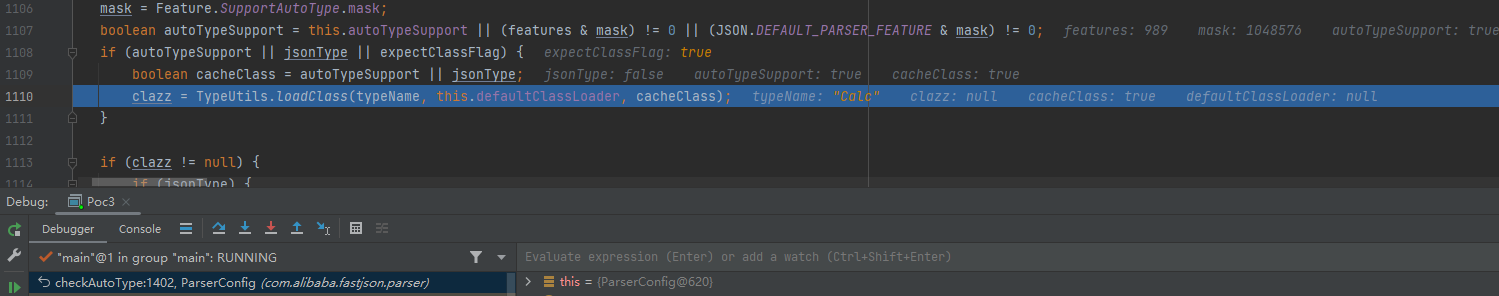 1106 mask = Feature.SupportAutoType.mask;
1107 boolean autoTypeSupport = this.autoTypeSupport || (features & mask) != 0 || (JSON.DEFAULT_PARSER_FEATURE & mask) != 0; features: 989 mask: 1048576 autoTypeSupport: true
1108 if (autoTypeSupport || jsonType || expectClassFlag) { expectClassFlag: true
1109 boolean cacheClass = autoTypeSupport || jsonType; jsonType: false autoTypeSupport: true cacheClass: true
1110 clazz = TypeUtils.loadClass(typeName, this.defaultClassLoader, cacheClass); typeName: "Calc" clazz: null cacheClass: true defaultClassLoader: null
1111 }
1112
1113 if (clazz != null) {
1114 if (jsonType) {
Debug: Poc3
Debugger Console
"main"@1 in group "main": RUNNING
Evaluate expression (Enter) or add a watch (Ctrl+Shift+Enter)
checkAutoType:1402, ParserConfig (com.alibaba.fastjson.parser)
this = {ParserConfig@620}